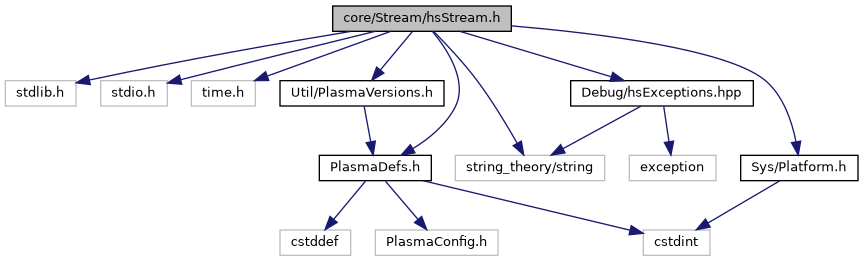 core/Stream/hsStream.h
stdlib.h
stdio.h
time.h
Util/PlasmaVersions.h
Debug/hsExceptions.hpp
PlasmaDefs.h
string_theory/string
exception
Sys/Platform.h
cstddef
PlasmaConfig.h
cstdint